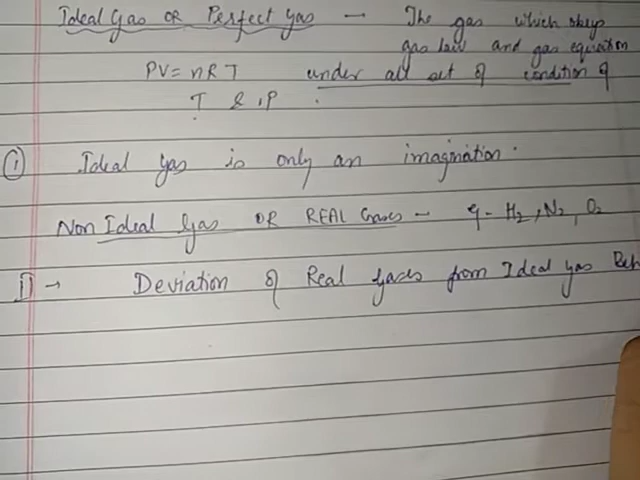 Ideal Gas OR Perfect gas - The gas which obeys
gas law and gas equation
PV = nRT under all set of condition of
T & P.
① Ideal gas is only an imagination.
Non Ideal Gas OR REAL Gases - eg - H2, N2, O2
I → Deviation of Real gases from Ideal gas Beh